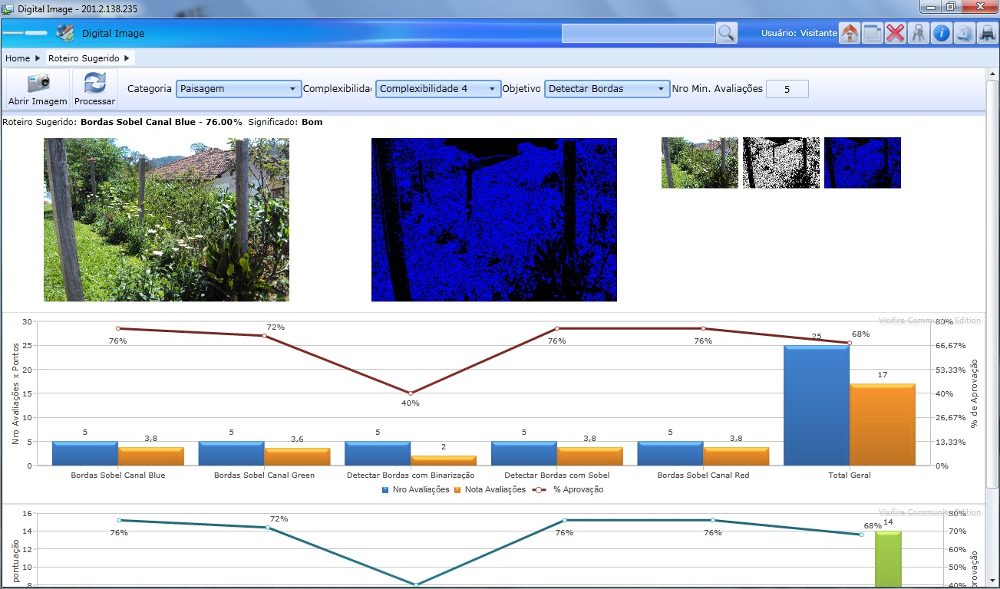 Digital Image - 201.2.138.235
Digital Image
Usuário: Visitante
Home
Roteiro Sugerido
Abrir Imagem
Processar
Categoria Paisagem Complexibilida Complexibilidade 4 Objetivo Detectar Bordas Nro Min. Avaliações 5
Roteiro Sugerido: Bordas Sobel Canal Blue - 76.00% Significado: Bom
Visifire Community Edition
Nro Avaliações x Pontos
30
25
20
15
10
5
0
76%
72%
40%
76%
76%
68%
5
3,8
5
3,6
5
2
5
3,8
5
3,8
25
17
80%
66,67%
53,33%
40%
26,67%
13,33%
0%
% de Aprovação
Bordas Sobel Canal Blue
Bordas Sobel Canal Green
Detectar Bordas com Binarização
Detectar Bordas com Sobel
Bordas Sobel Canal Red
Total Geral
Nro Avaliações Nota Avaliações % Aprovação
Visifire Community Edition
pontuação
16
14
12
10
8
76%
72%
76%
76%
68%
14
80%
70%
60%
50%
40%
rovação